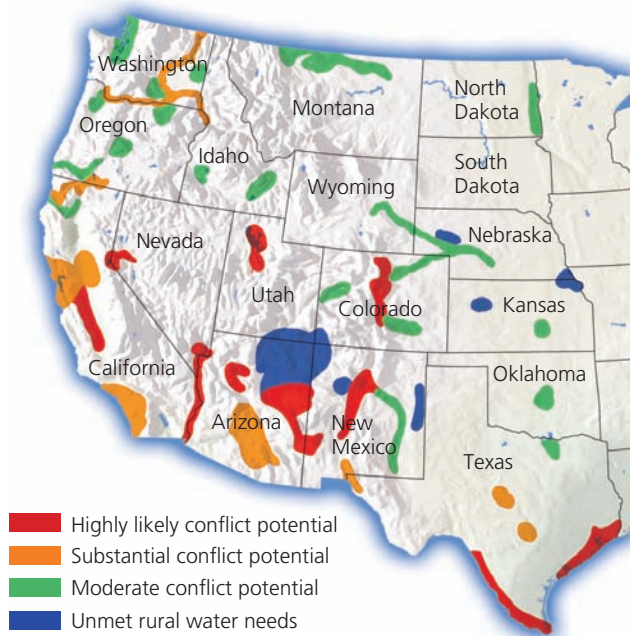 Washington
Montana
North
Dakota
Oregon
Idaho
South
Dakota
Wyoming
Nevada
Nebraska
Utah
Colorado
Kansas
California
Oklahoma
Arizona
New
Mexico
Texas
Highly likely conflict potential
Substantial conflict potential
Moderate conflict potential
Unmet rural water needs